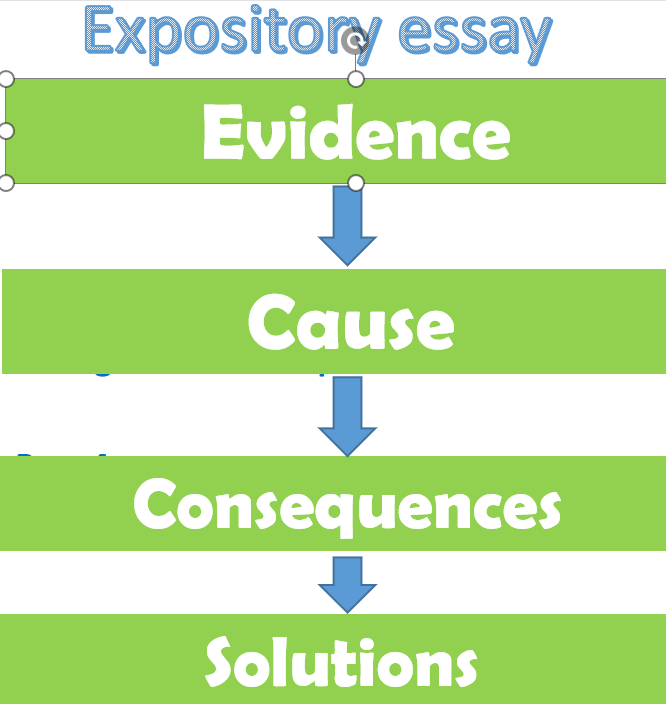 Expository essay
Evidence
Cause
Consequences
Solutions